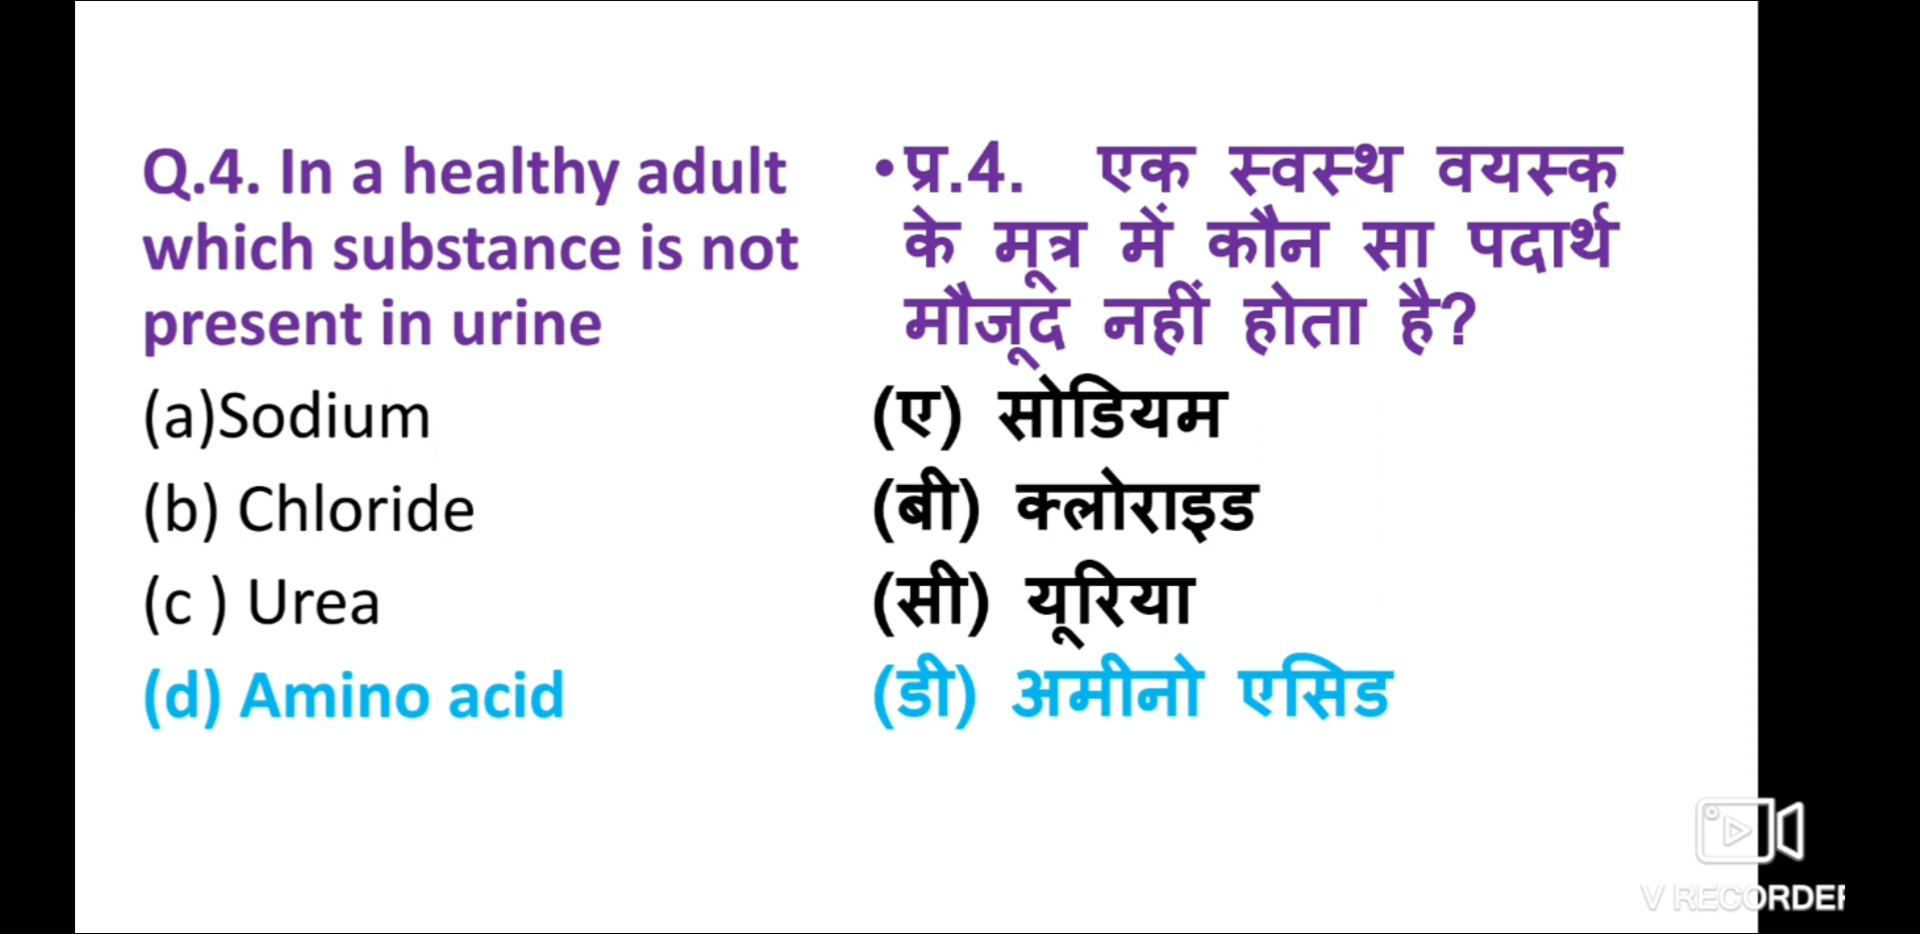 Q.4. In a healthy adult
which substance is not
present in urine
(a)Sodium
(b) Chloride
(c ) Urea
(d) Amino acid
•प्र.4. एक स्वस्थ वयस्क
के मूत्र में कौन सा पदार्थ
मौजूद नहीं होता है?
(ए) सोडियम
(बी) क्लोराइड
(सी) यूरिया
(डी) अमीनो एसिड
V RECORDER